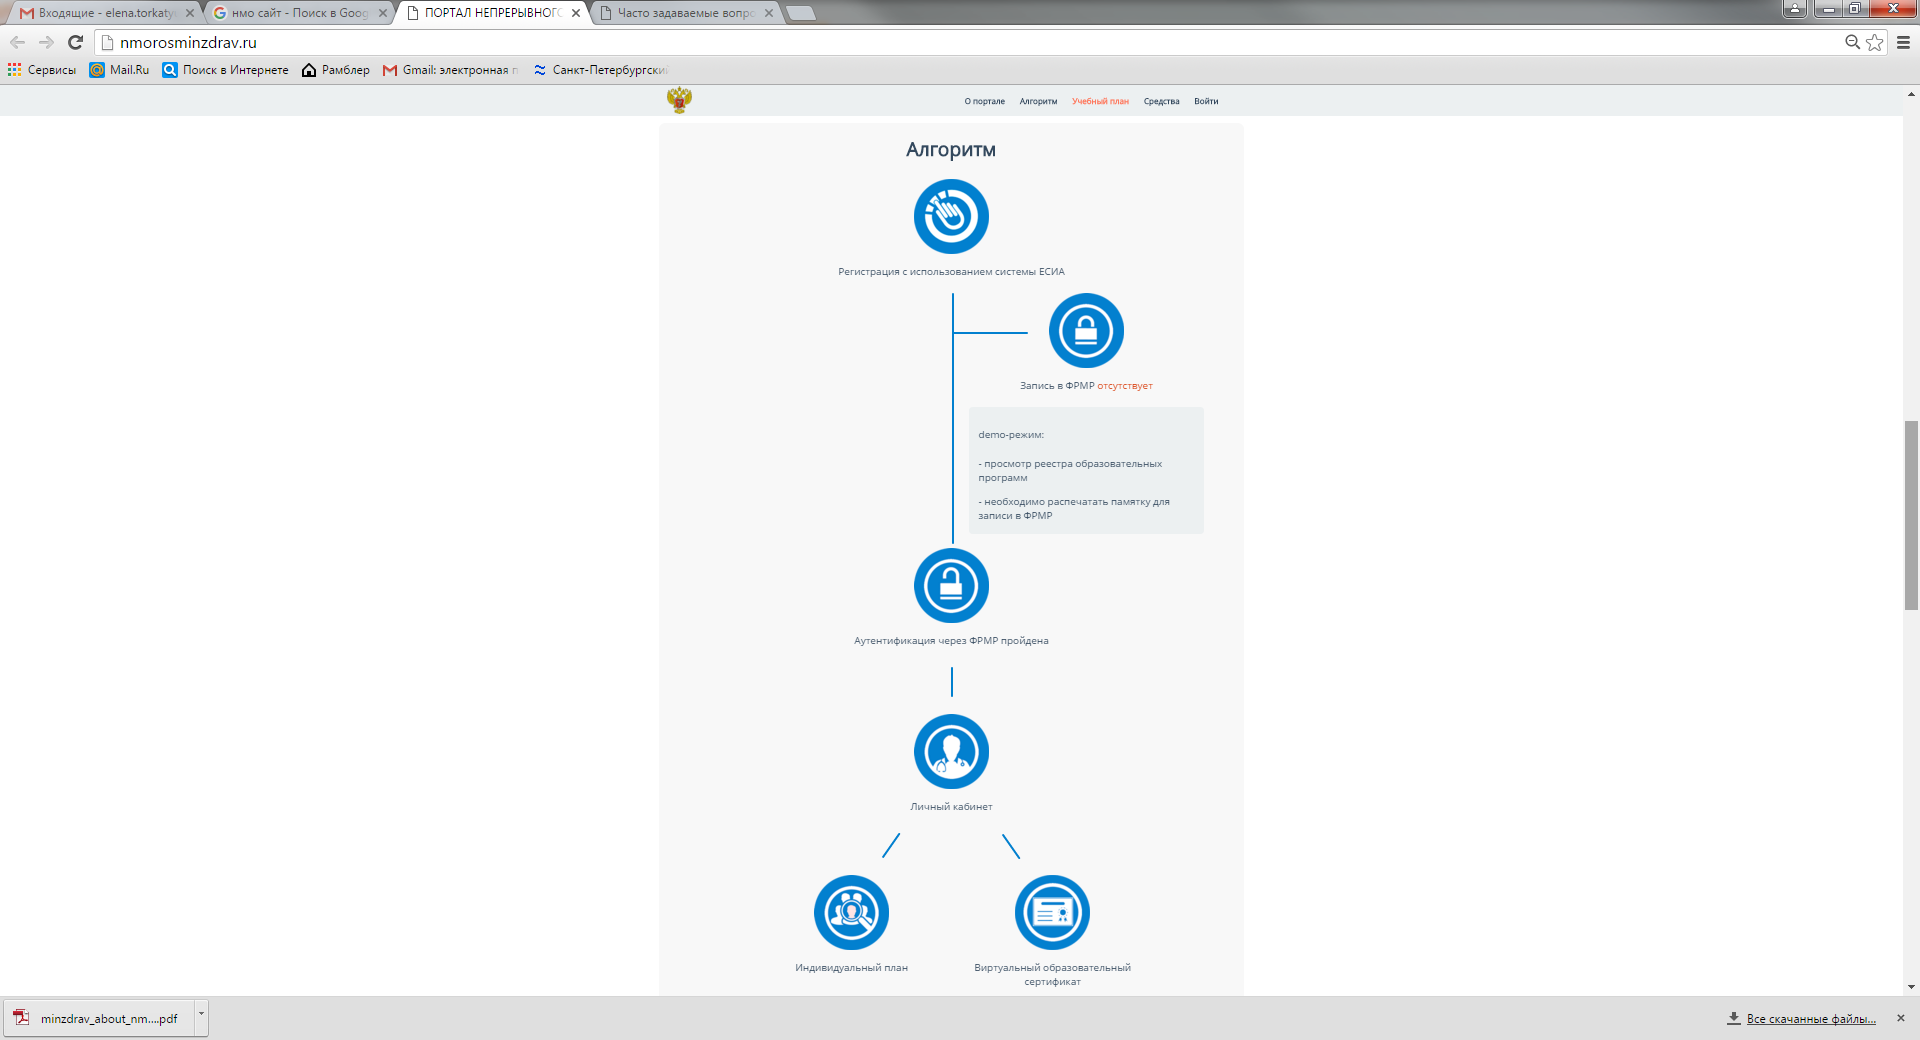 Входящие - elena.torkaty
нмо сайт - Поиск в Goog
ПОРТАЛ НЕПРЕРЫВНОГО
Часто задаваемые вопро
nmorosminzdrav.ru
Сервисы
Mail.Ru
Поиск в Интернете
Рамблер
Gmail: электронная п
Санкт-Петербургски
О портале
Алгоритм
Учебный план
Средства
Войти
Алгоритм
Регистрация с использованием системы ЕСИА
Запись в ФРМР отсутствует
demo-режим:
- просмотр реестра образовательных
программ
- необходимо распечатать памятку для
записи в ФРМР
Аутентификация через ФРМР пройдена
Личный кабинет
Индивидуальный план
Виртуальный образовательный
сертификат
minzdrav_about_nm....pdf
Все скачанные файлы...